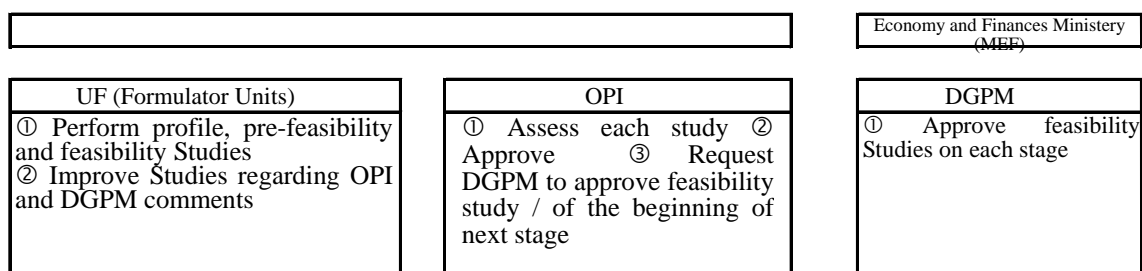 Economy and Finances Ministery
(MEF)
UF (Formulator Units)
① Perform profile, pre-feasibility
and feasibility Studies
② Improve Studies regarding OPI
and DGPM comments
OPI
① Assess each study ②
Approve ③ Request
DGPM to approve feasibility
study / of the beginning of
next stage
DGPM
① Approve feasibility
Studies on each stage